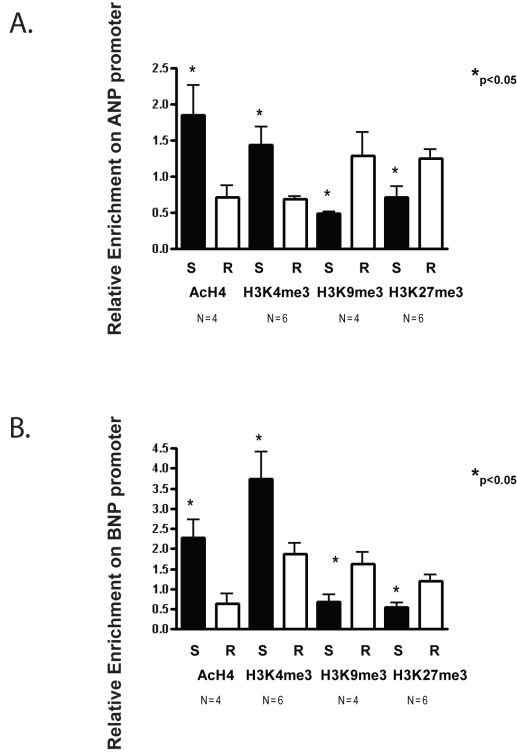 A.
Relative Enrichment on ANP promoter
2.5
2.0
1.5
1.0
0.5
0.0
* * * *
*p<0.05
S R S R S R S R
AcH4 H3K4me3 H3K9me3 H3K27me3
N=4 N=6 N=4 N=6
B.
Relative Enrichment on BNP promoter
4.5
4.0
3.5
3.0
2.5
2.0
1.5
1.0
0.5
0.0
* * * *
*p<0.05
S R S R S R S R
AcH4 H3K4me3 H3K9me3 H3K27me3
N=4 N=6 N=4 N=6